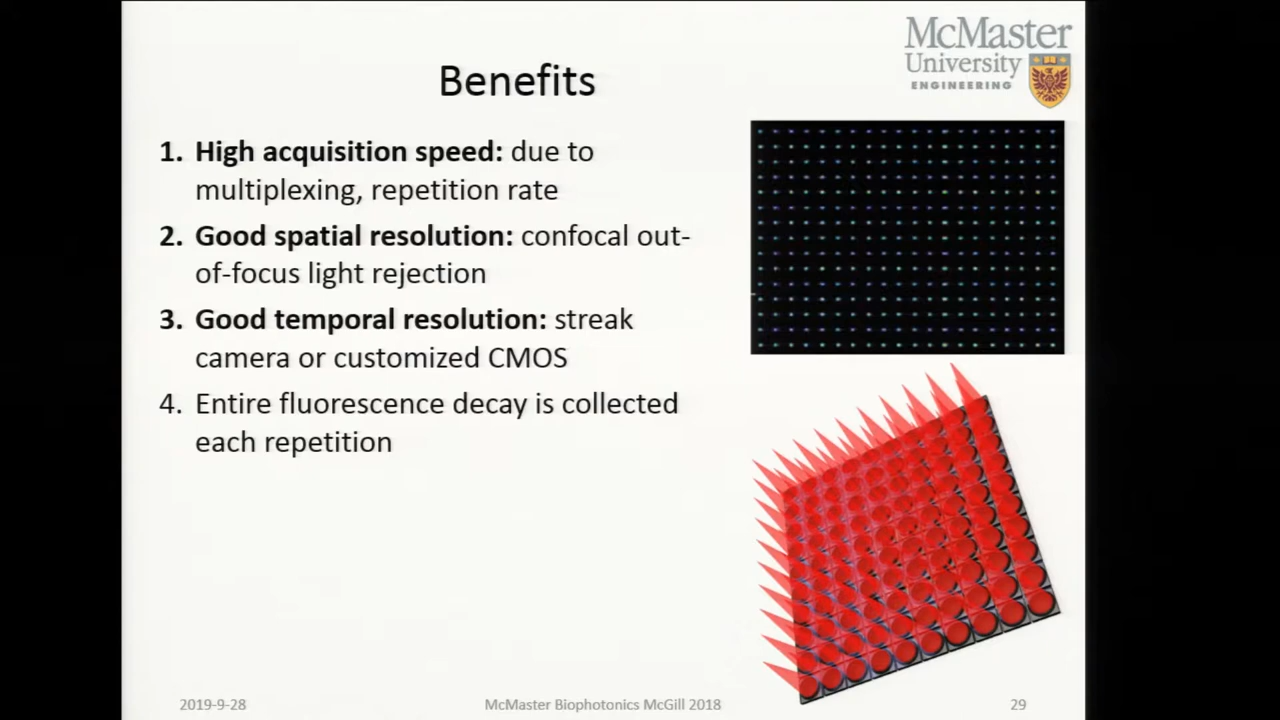 McMaster
University
ENGINEERING
Benefits
1. High acquisition speed: due to
multiplexing, repetition rate
2. Good spatial resolution: confocal out-
of-focus light rejection
3. Good temporal resolution: streak
camera or customized CMOS
4. Entire fluorescence decay is collected
each repetition
2019-9-28
McMaster Biophotonics McGill 2018
29